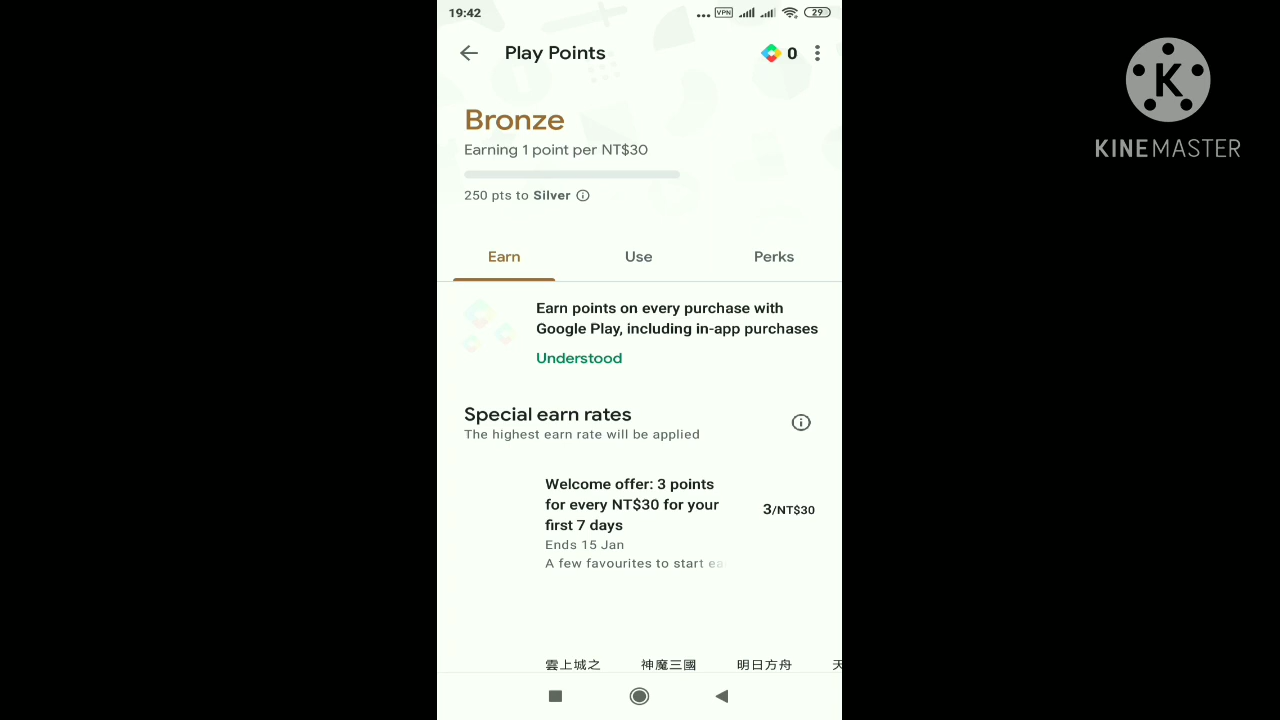 19:42
VPN
29
Play Points
0
K
KINEMASTER
Bronze
Earning 1 point per NT$30
250 pts to Silver
Earn
Use
Perks
Earn points on every purchase with
Google Play, including in-app purchases
Understood
Special earn rates
The highest earn rate will be applied
Welcome offer: 3 points
for every NT$30 for your
first 7 days
3/NT$30
Ends 15 Jan
A few favourites to start ea
雲上城之
神魔三國
明日方舟
天